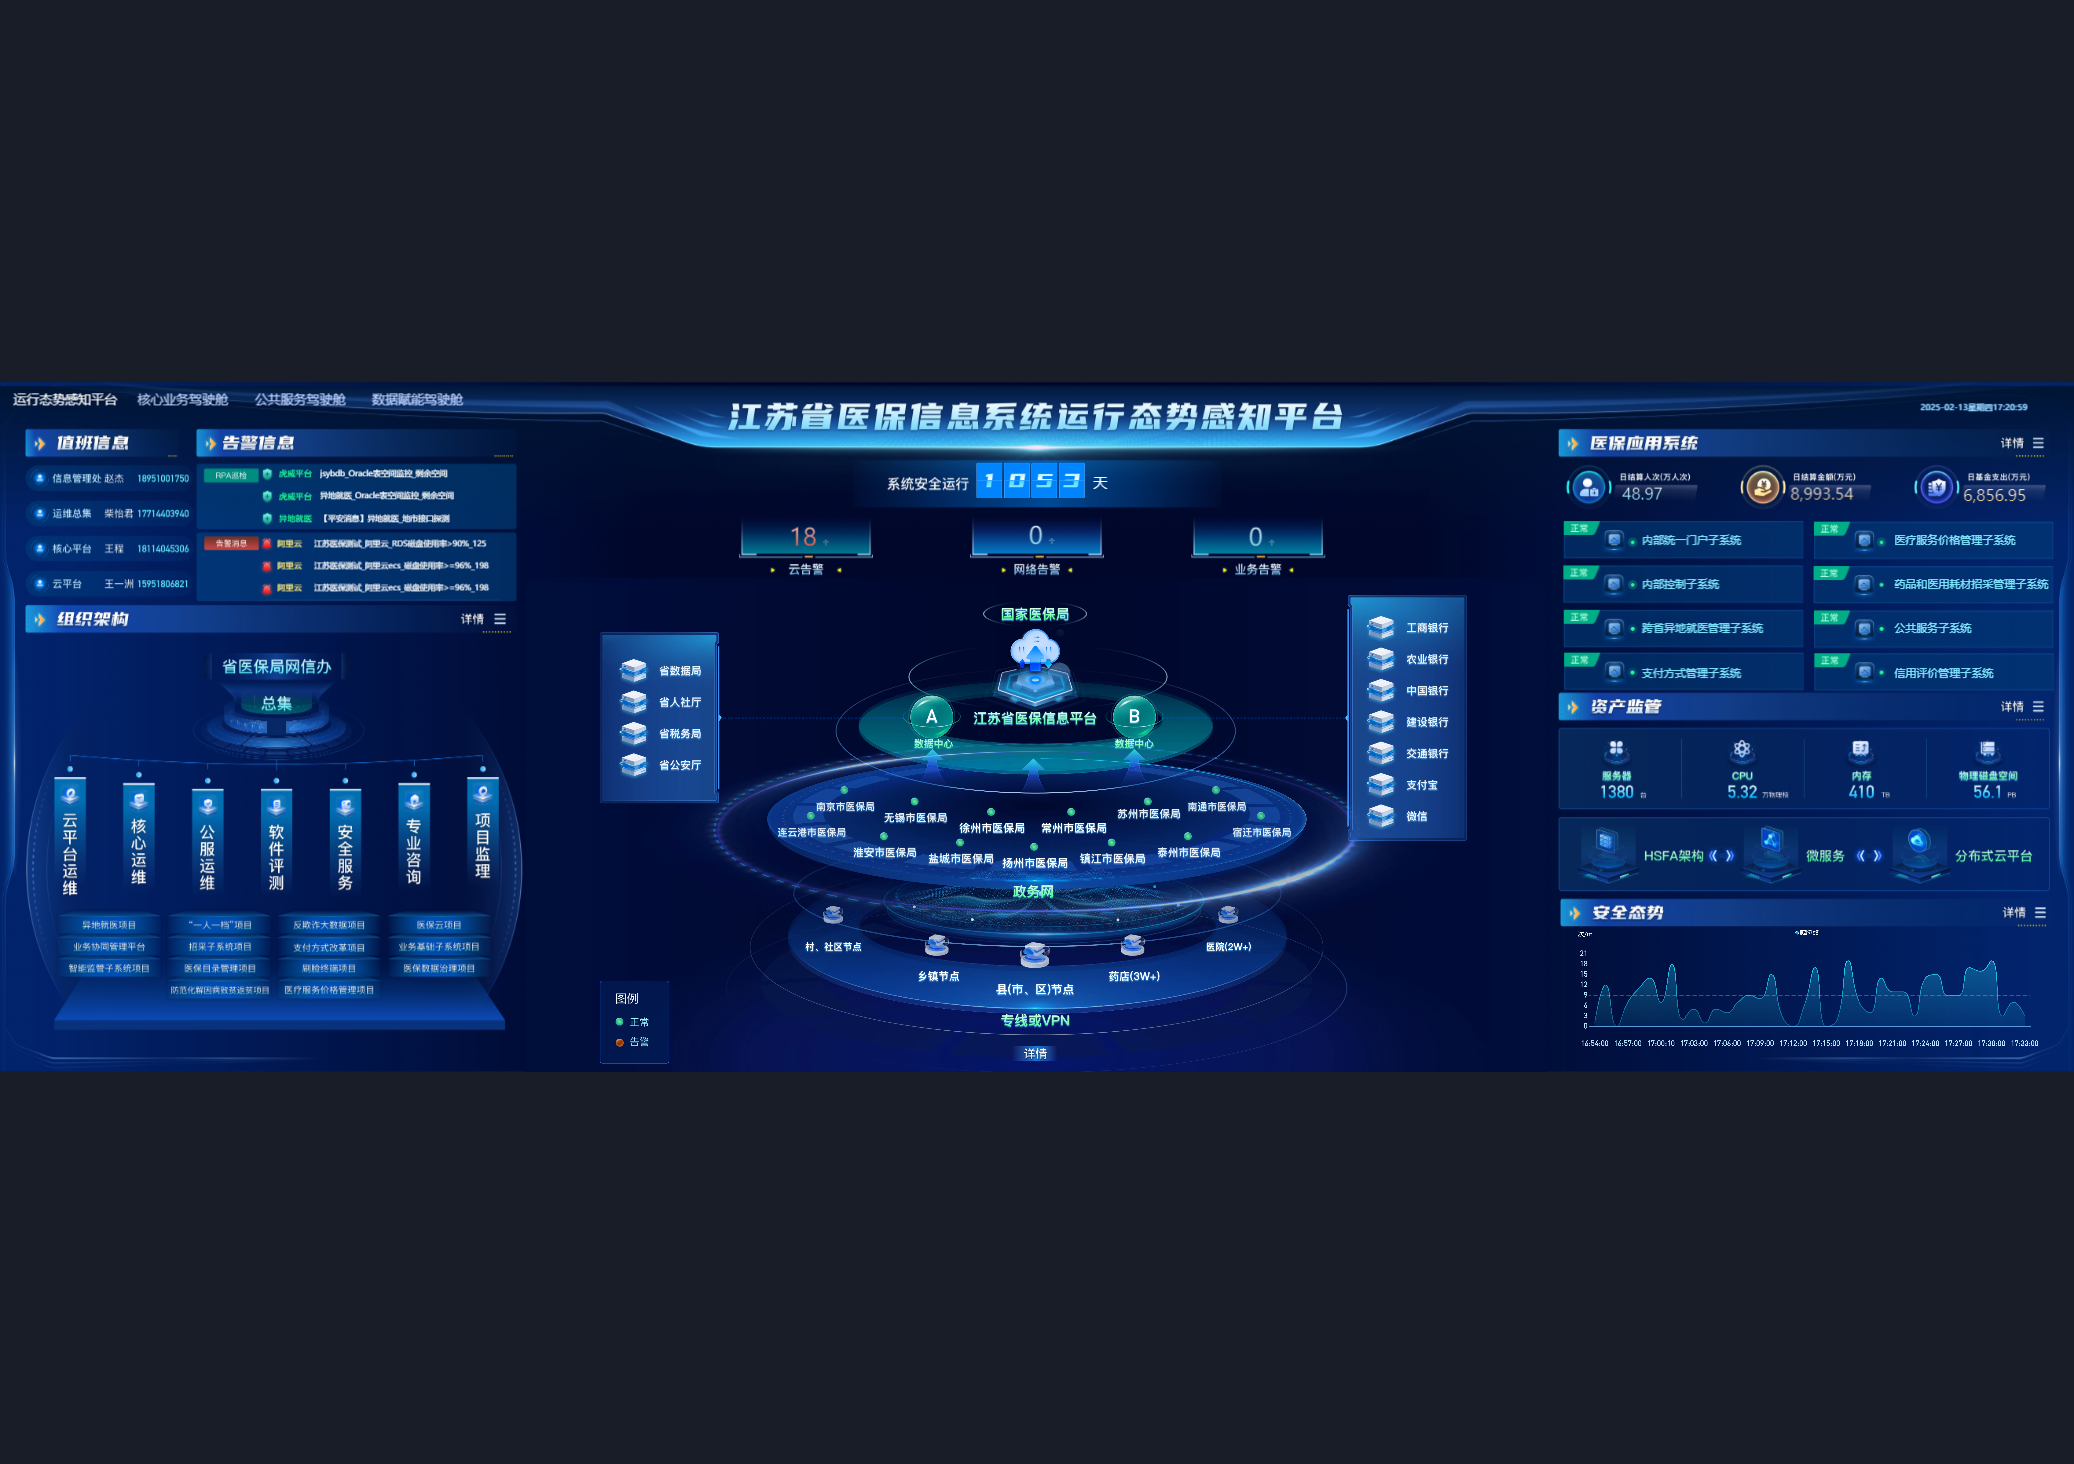 运行态势感知平台 核心业务驾驶舱 公共服务驾驶舱 数据赋能驾驶舱
江苏省医保信息系统运行态势感知平台
2025-02-13星期四17:20:59
值班信息
信息管理处 赵杰 18951001750
运维总集 柴怡君 17714403940
核心平台 王程 18114045306
云平台 王一洲 15951806821
告警信息
RPA巡检 虎威平台 jsybdb_Oracle表空间监控_剩余空间
虎威平台 异地就医_Oracle表空间监控_剩余空间
异地就医 【平安消息】异地就医_地市接口探测
告警消息 阿里云 江苏医保测试_阿里云_RDS磁盘使用率>90%_125
阿里云 江苏医保测试_阿里云ecs_磁盘使用率>=96%_198
阿里云 江苏医保测试_阿里云ecs_磁盘使用率>=96%_198
组织架构 详情
省医保局网信办
总集
云平台运维
核心运维
公服运维
软件评测
安全服务
专业咨询
项目监理
异地就医项目 “一人一档”项目 反欺诈大数据项目 医保云项目
业务协同管理平台 招采子系统项目 支付方式改革项目 业务基础子系统项目
智能监管子系统项目 医保目录管理项目 刷脸终端项目 医保数据治理项目
防范化解因病致贫返贫项目 医疗服务价格管理项目
系统安全运行 1053 天
18 个 0 个 0 个
云告警 网络告警 业务告警
国家医保局
省数据局
省人社厅
省税务局
省公安厅
工商银行
农业银行
中国银行
建设银行
交通银行
支付宝
微信
A 江苏省医保信息平台 B
数据中心 数据中心
南京市医保局 无锡市医保局 徐州市医保局 常州市医保局 苏州市医保局 南通市医保局
连云港市医保局 淮安市医保局 盐城市医保局 扬州市医保局 镇江市医保局 泰州市医保局 宿迁市医保局
政务网
村、社区节点 乡镇节点 县(市、区)节点 药店(3W+) 医院(2W+)
专线或VPN
详情
图例
正常
告警
医保应用系统 详情
日结算人次(万人次) 日结算金额(万元) 日基金支出(万元)
48.97 8,993.54 6,856.95
正常 内部统一门户子系统 正常 医疗服务价格管理子系统
正常 内部控制子系统 正常 药品和医用耗材招采管理子系统
正常 跨省异地就医管理子系统 正常 公共服务子系统
正常 支付方式管理子系统 正常 信用评价管理子系统
资产监管 详情
服务器 CPU 内存 物理磁盘空间
1380 台 5.32 万物理核 410 TB 56.1 PB
HSFA架构 《 》 微服务 《 》 分布式云平台
安全态势 详情
21
18
15
12
9
6
3
0
16:54:00 16:57:00 17:00:10 17:03:00 17:06:00 17:09:00 17:12:00 17:15:00 17:18:00 17:21:00 17:24:00 17:27:00 17:30:00 17:33:00